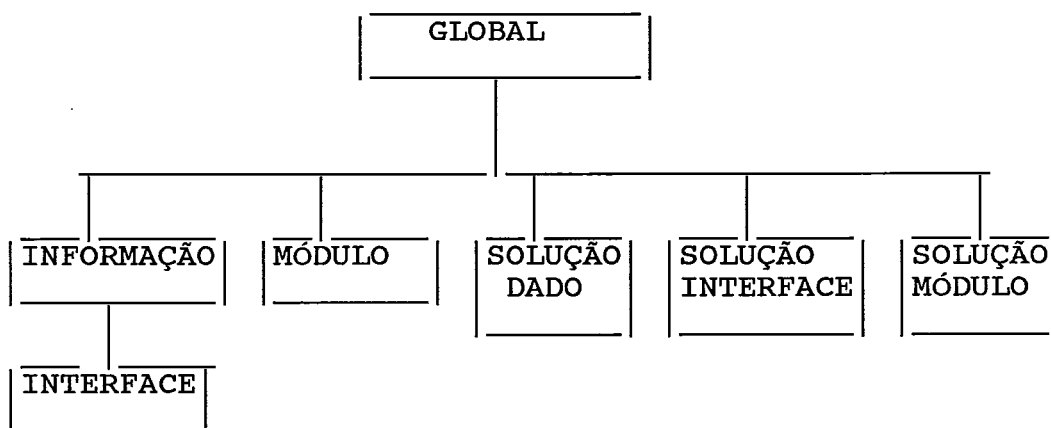 GLOBAL
INFORMAÇÃO
MÓDULO
SOLUÇÃO
DADO
SOLUÇÃO
INTERFACE
SOLUÇÃO
MÓDULO
INTERFACE